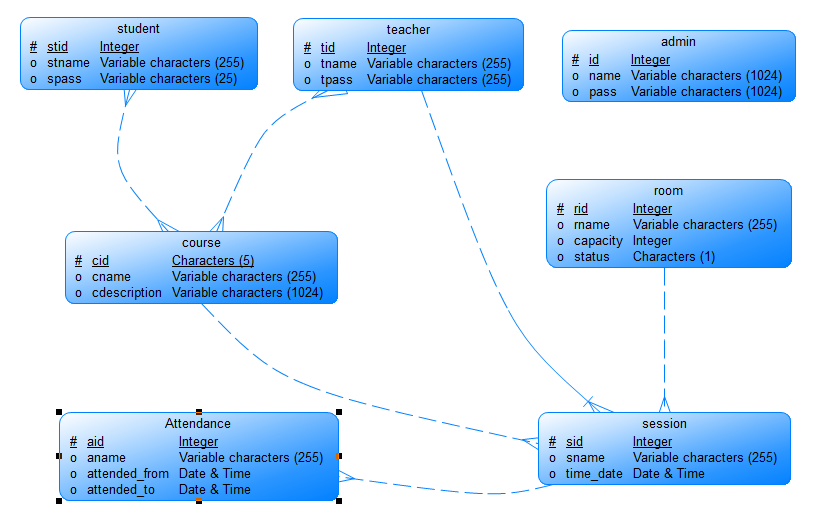 student
# stid Integer
o stname Variable characters (255)
o spass Variable characters (25)
teacher
# tid Integer
o tname Variable characters (255)
o tpass Variable characters (255)
admin
# id Integer
o name Variable characters (1024)
o pass Variable characters (1024)
room
# rid Integer
o rname Variable characters (255)
o capacity Integer
o status Characters (1)
course
# cid Characters (5)
o cname Variable characters (255)
o cdescription Variable characters (1024)
Attendance
# aid Integer
o aname Variable characters (255)
o attended_from Date & Time
o attended_to Date & Time
session
# sid Integer
o sname Variable characters (255)
o time_date Date & Time